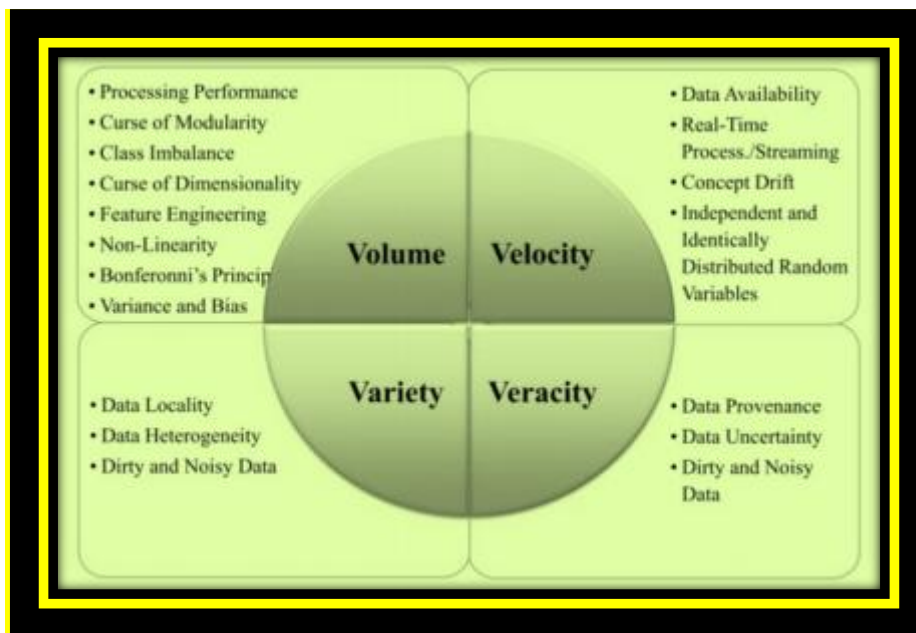 • Processing Performance
• Curse of Modularity
• Class Imbalance
• Curse of Dimensionality
• Feature Engineering
• Non-Linearity
• Bonferonni's Princip
• Variance and Bias
Volume
• Data Availability
• Real-Time
Process./Streaming
• Concept Drift
• Independent and
Identically
Distributed Random
Variables
Velocity
• Data Locality
• Data Heterogeneity
• Dirty and Noisy Data
Variety
Veracity
• Data Provenance
• Data Uncertainty
• Dirty and Noisy
Data